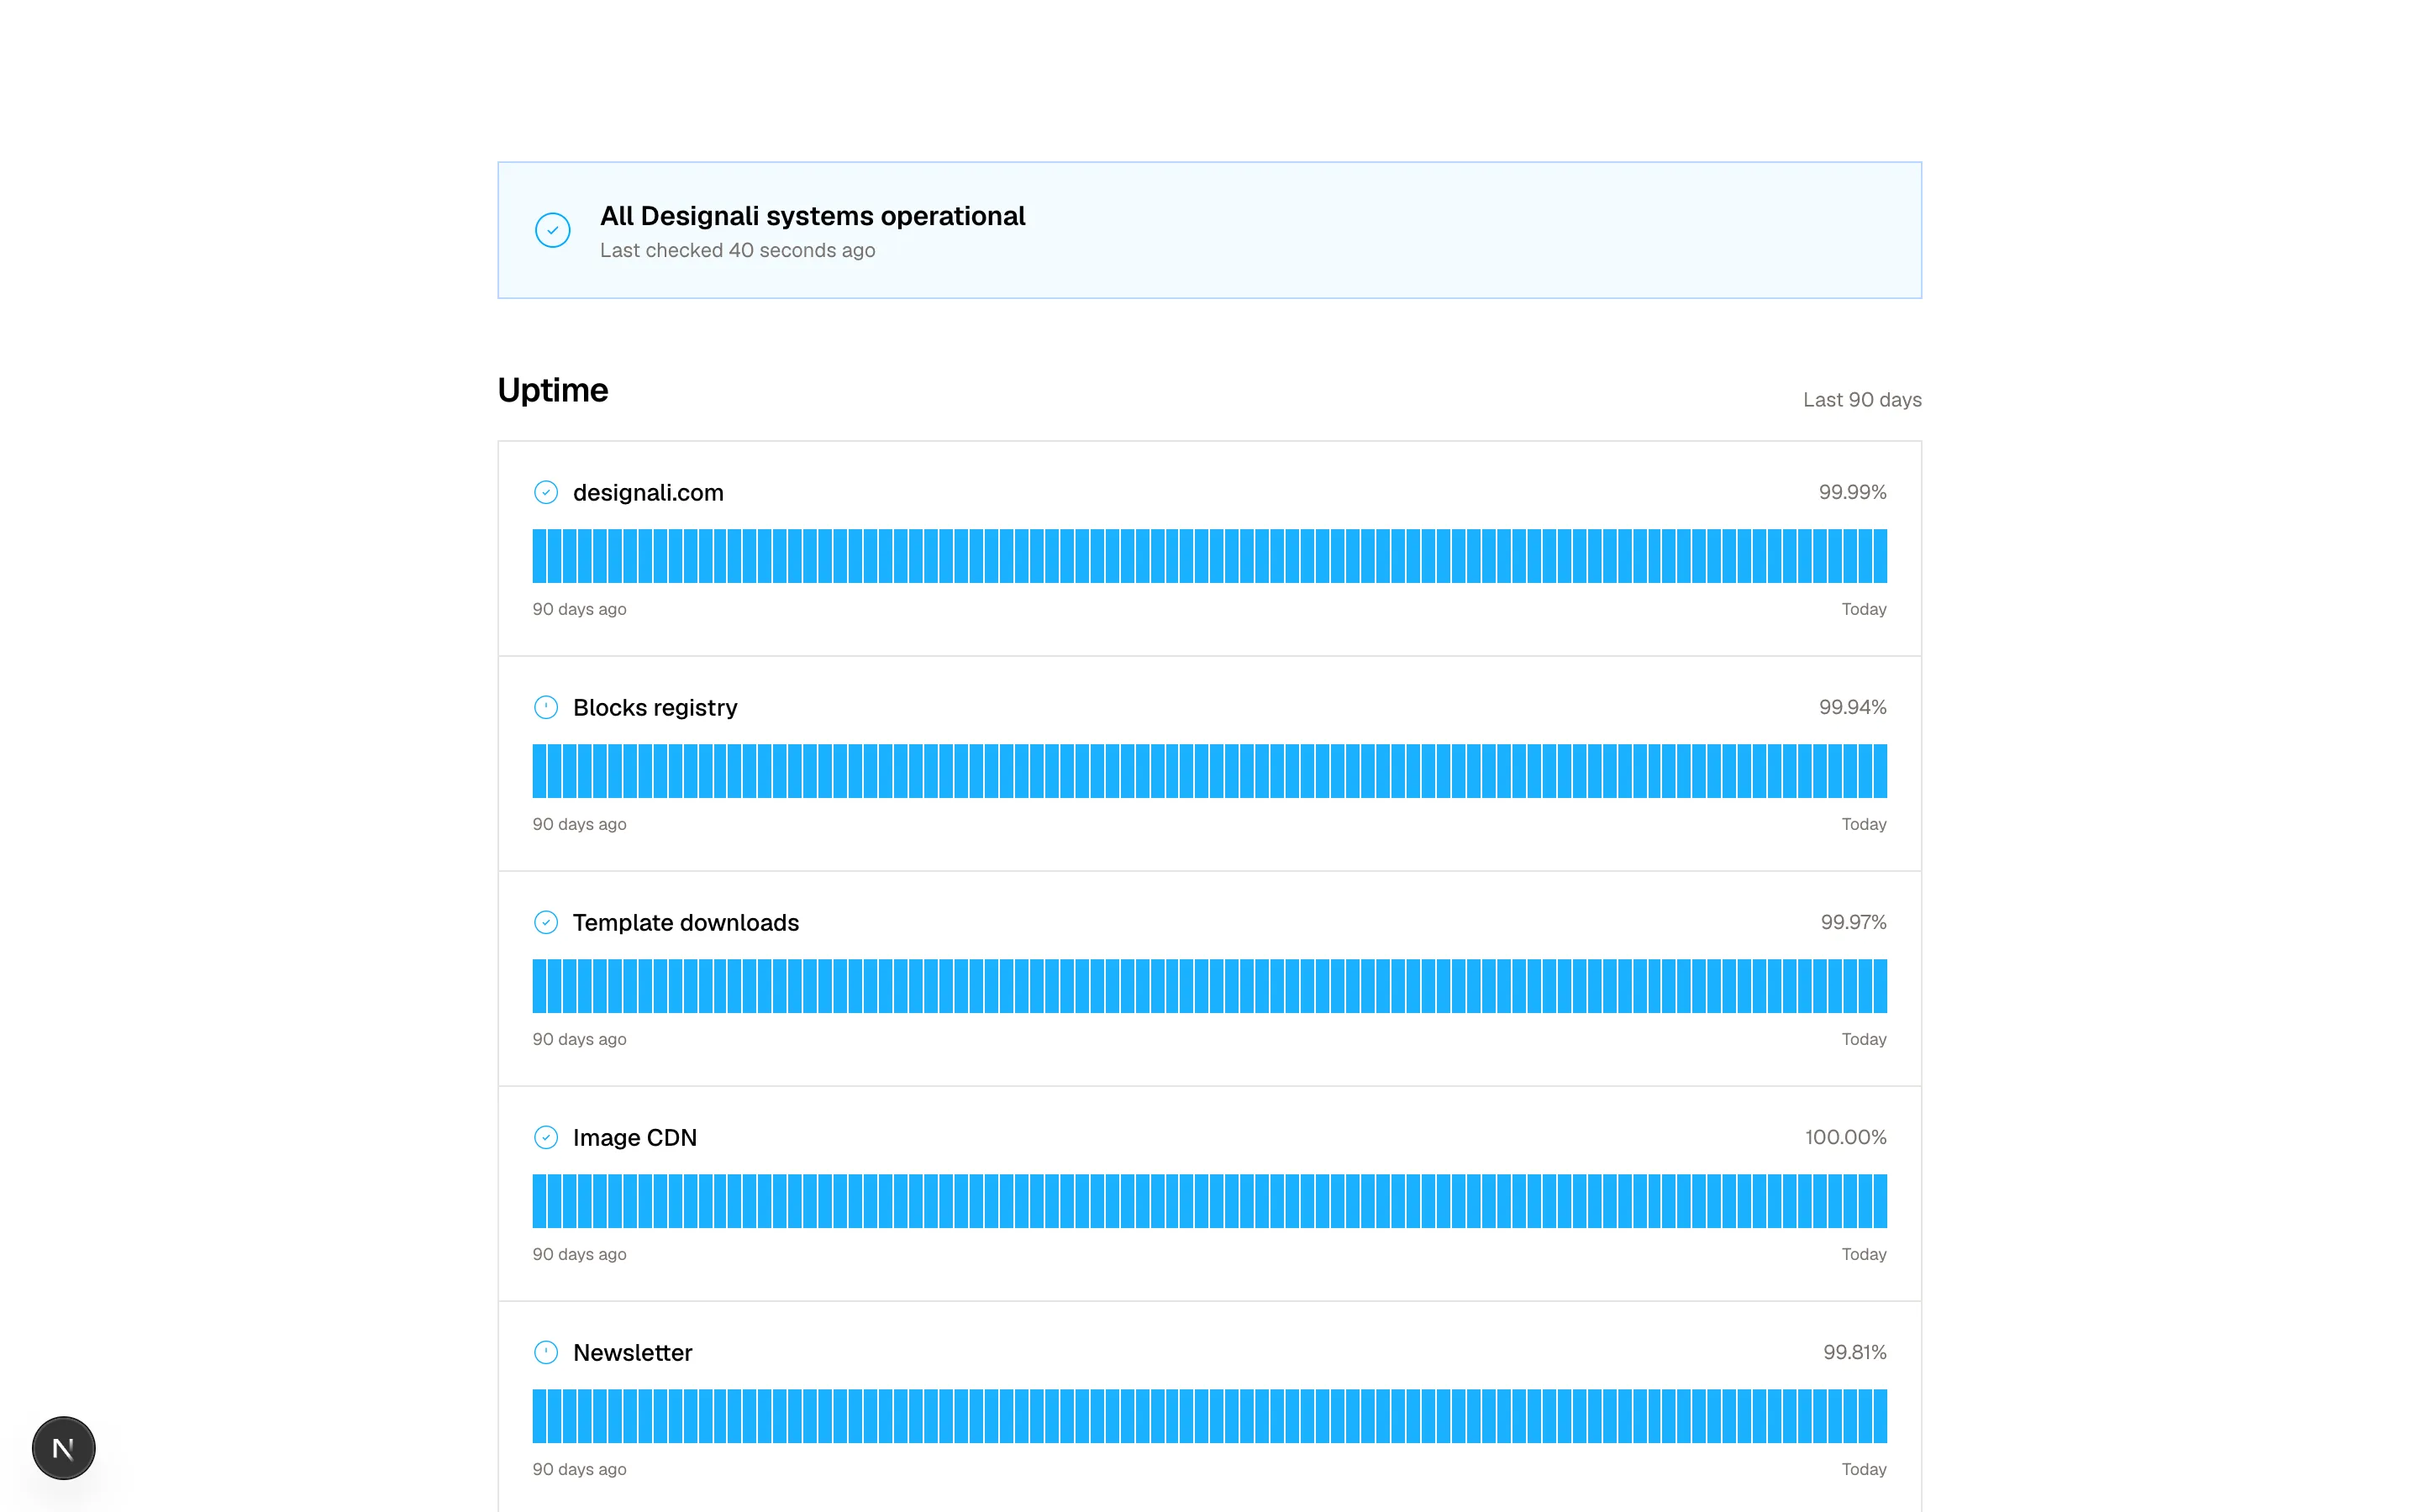 All Designali systems operational
Last checked 40 seconds ago
Uptime
Last 90 days
designali.com
99.99%
90 days ago
Today
Blocks registry
99.94%
90 days ago
Today
Template downloads
99.97%
90 days ago
Today
Image CDN
100.00%
90 days ago
Today
Newsletter
99.81%
90 days ago
Today
N